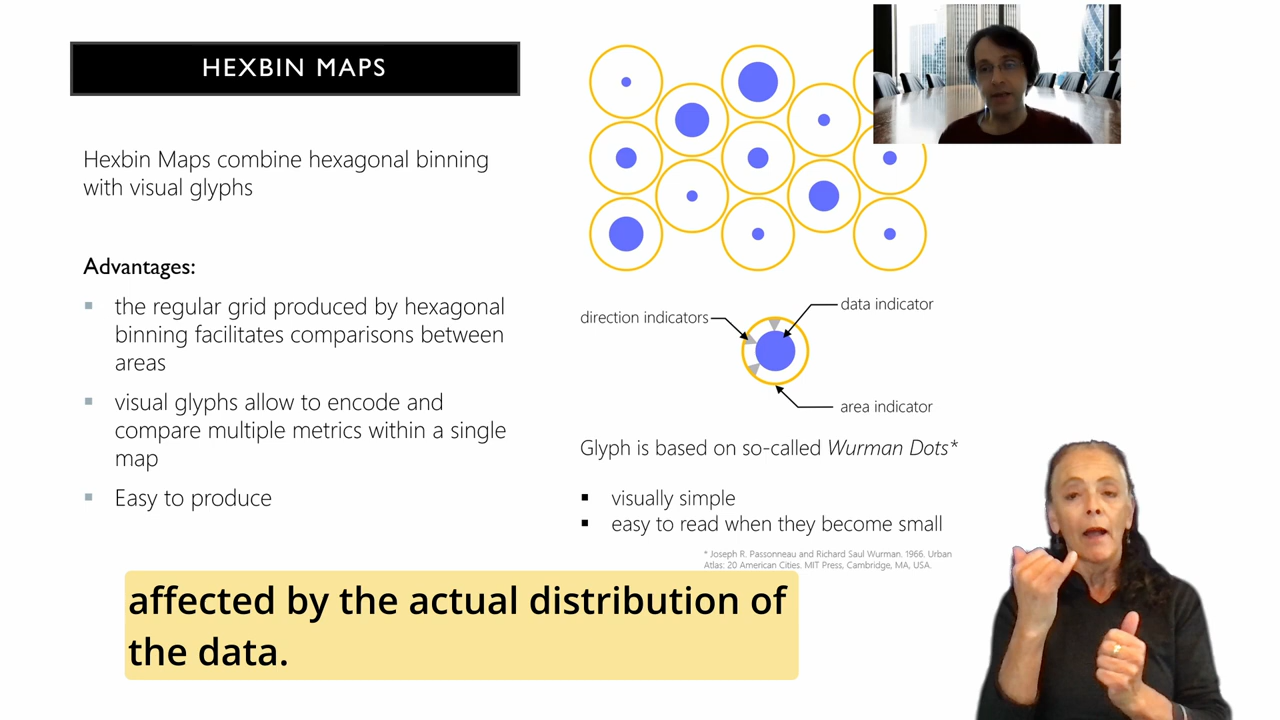 HEXBIN MAPS
Hexbin Maps combine hexagonal binning
with visual glyphs
Advantages:
▪ the regular grid produced by hexagonal
binning facilitates comparisons between
areas
▪ visual glyphs allow to encode and
compare multiple metrics within a single
map
▪ Easy to produce
direction indicators
data indicator
area indicator
Glyph is based on so-called Wurman Dots*
▪ visually simple
▪ easy to read when they become small
* Joseph R. Passonneau and Richard Saul Wurman. 1966. Urban
Atlas: 20 American Cities. MIT Press, Cambridge, MA, USA.
affected by the actual distribution of
the data.